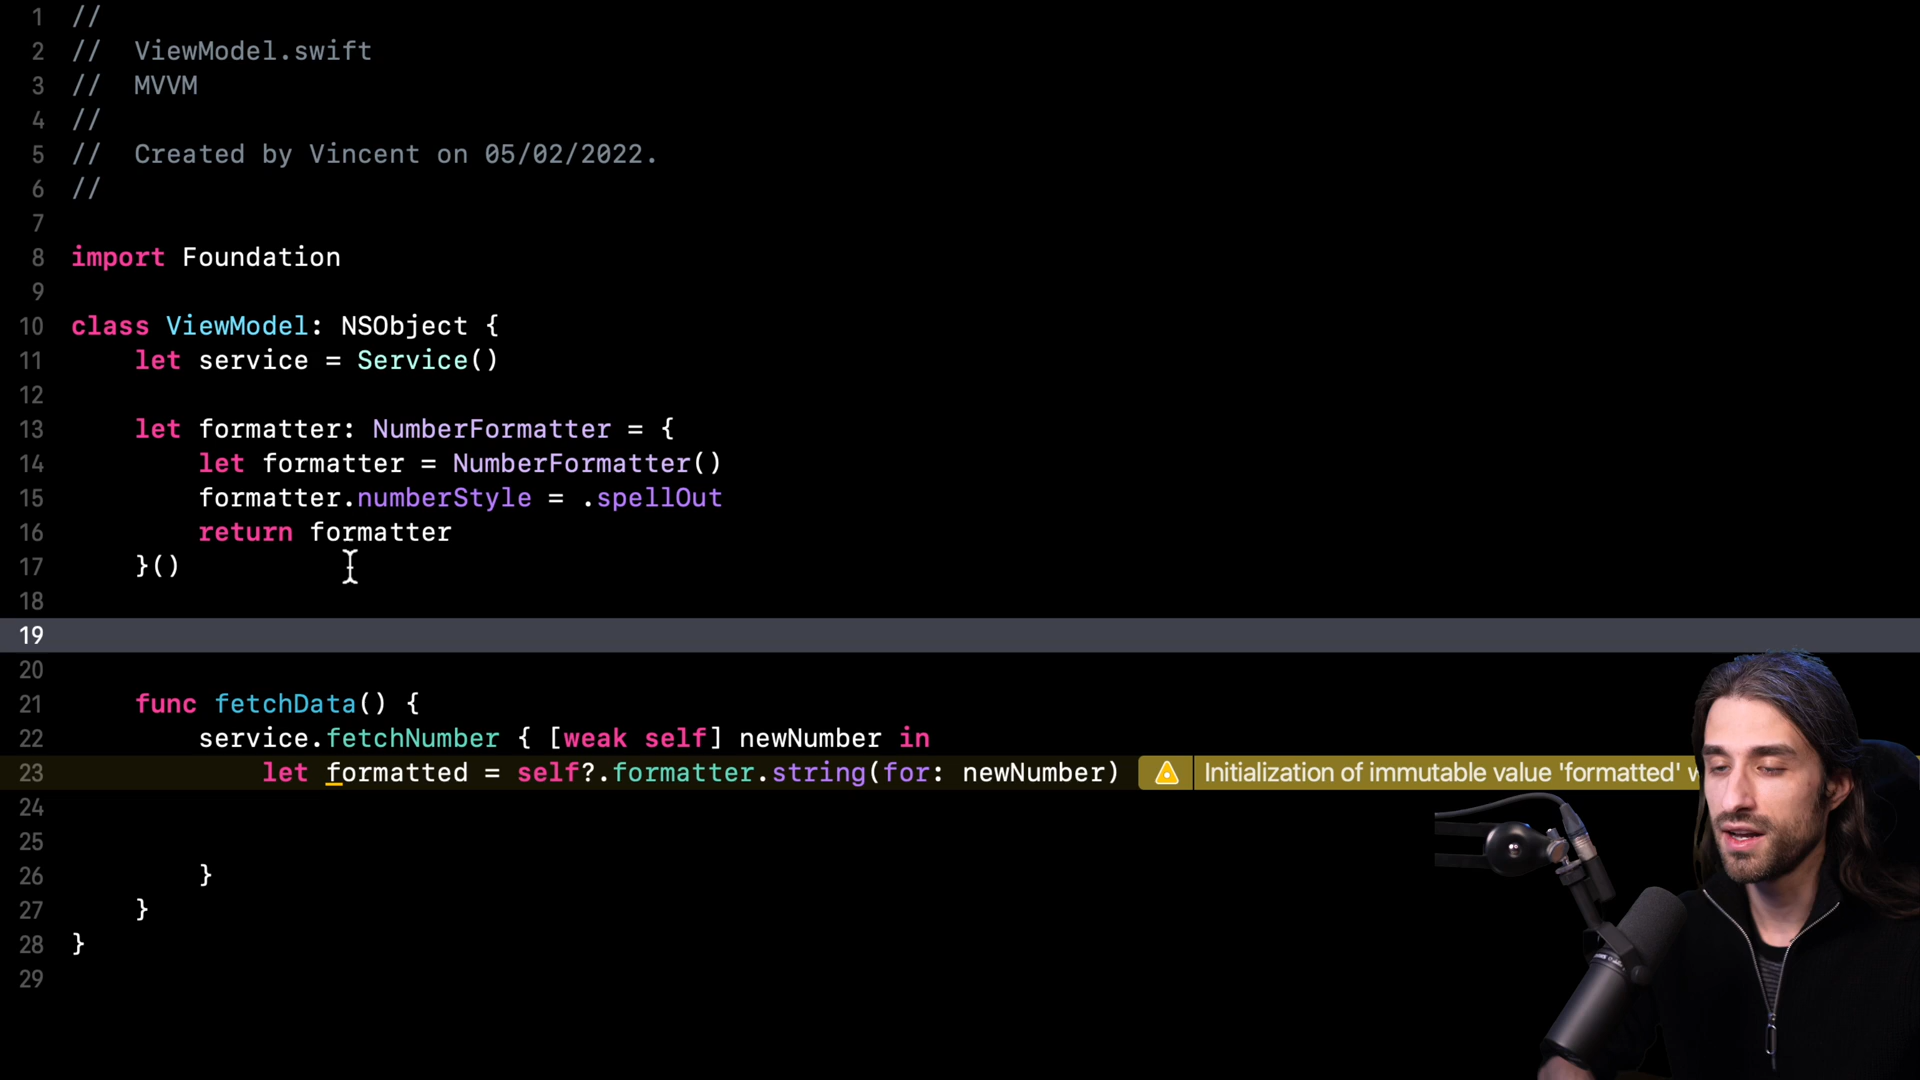 1 //
2 // ViewModel.swift
3 // MVVM
4 //
5 // Created by Vincent on 05/02/2022.
6 //
7
8 import Foundation
9
10 class ViewModel: NSObject {
11     let service = Service()
12
13     let formatter: NumberFormatter = {
14         let formatter = NumberFormatter()
15         formatter.numberStyle = .spellOut
16         return formatter
17     }()
18
19
20
21     func fetchData() {
22         service.fetchNumber { [weak self] newNumber in
23             let formatted = self?.formatter.string(for: newNumber) Initialization of immutable value 'formatted'
24
25
26         }
27     }
28 }
29